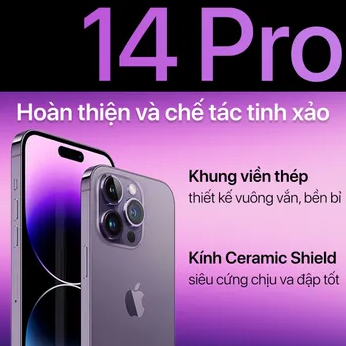 14 Pro
Hoàn thiện và chế tác tinh xảo
Khung viền thép
thiết kế vuông vắn, bền bỉ
Kính Ceramic Shield
siêu cứng chịu va đập tốt